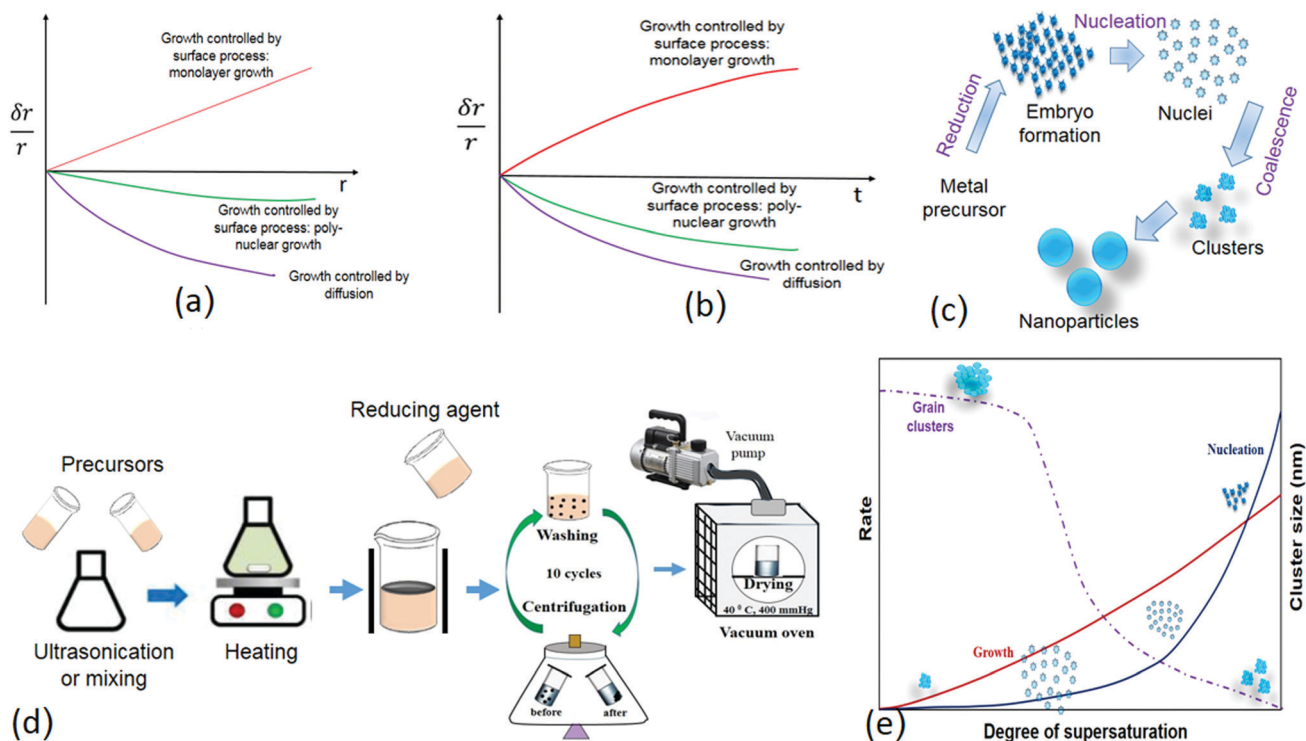 δr
r
Growth controlled by
surface process:
monolayer growth
r
Growth controlled by
surface process: poly-
nuclear growth
Growth controlled by
diffusion
(a)
δr
r
Growth controlled by
surface process:
monolayer growth
t
Growth controlled by
surface process: poly-
nuclear growth
Growth controlled by
diffusion
(b)
Nucleation
Reduction
Embryo
formation
Nuclei
Coalescence
Metal
precursor
Clusters
Nanoparticles
(c)
Precursors
Ultrasonication
or mixing
Heating
Reducing agent
Washing
10 cycles
Centrifugation
before
after
Vacuum
pump
Drying
40 ⁰ C, 400 mmHg
Vacuum oven
(d)
Rate
Grain
clusters
Nucleation
Growth
Cluster size (nm)
Degree of supersaturation
(e)